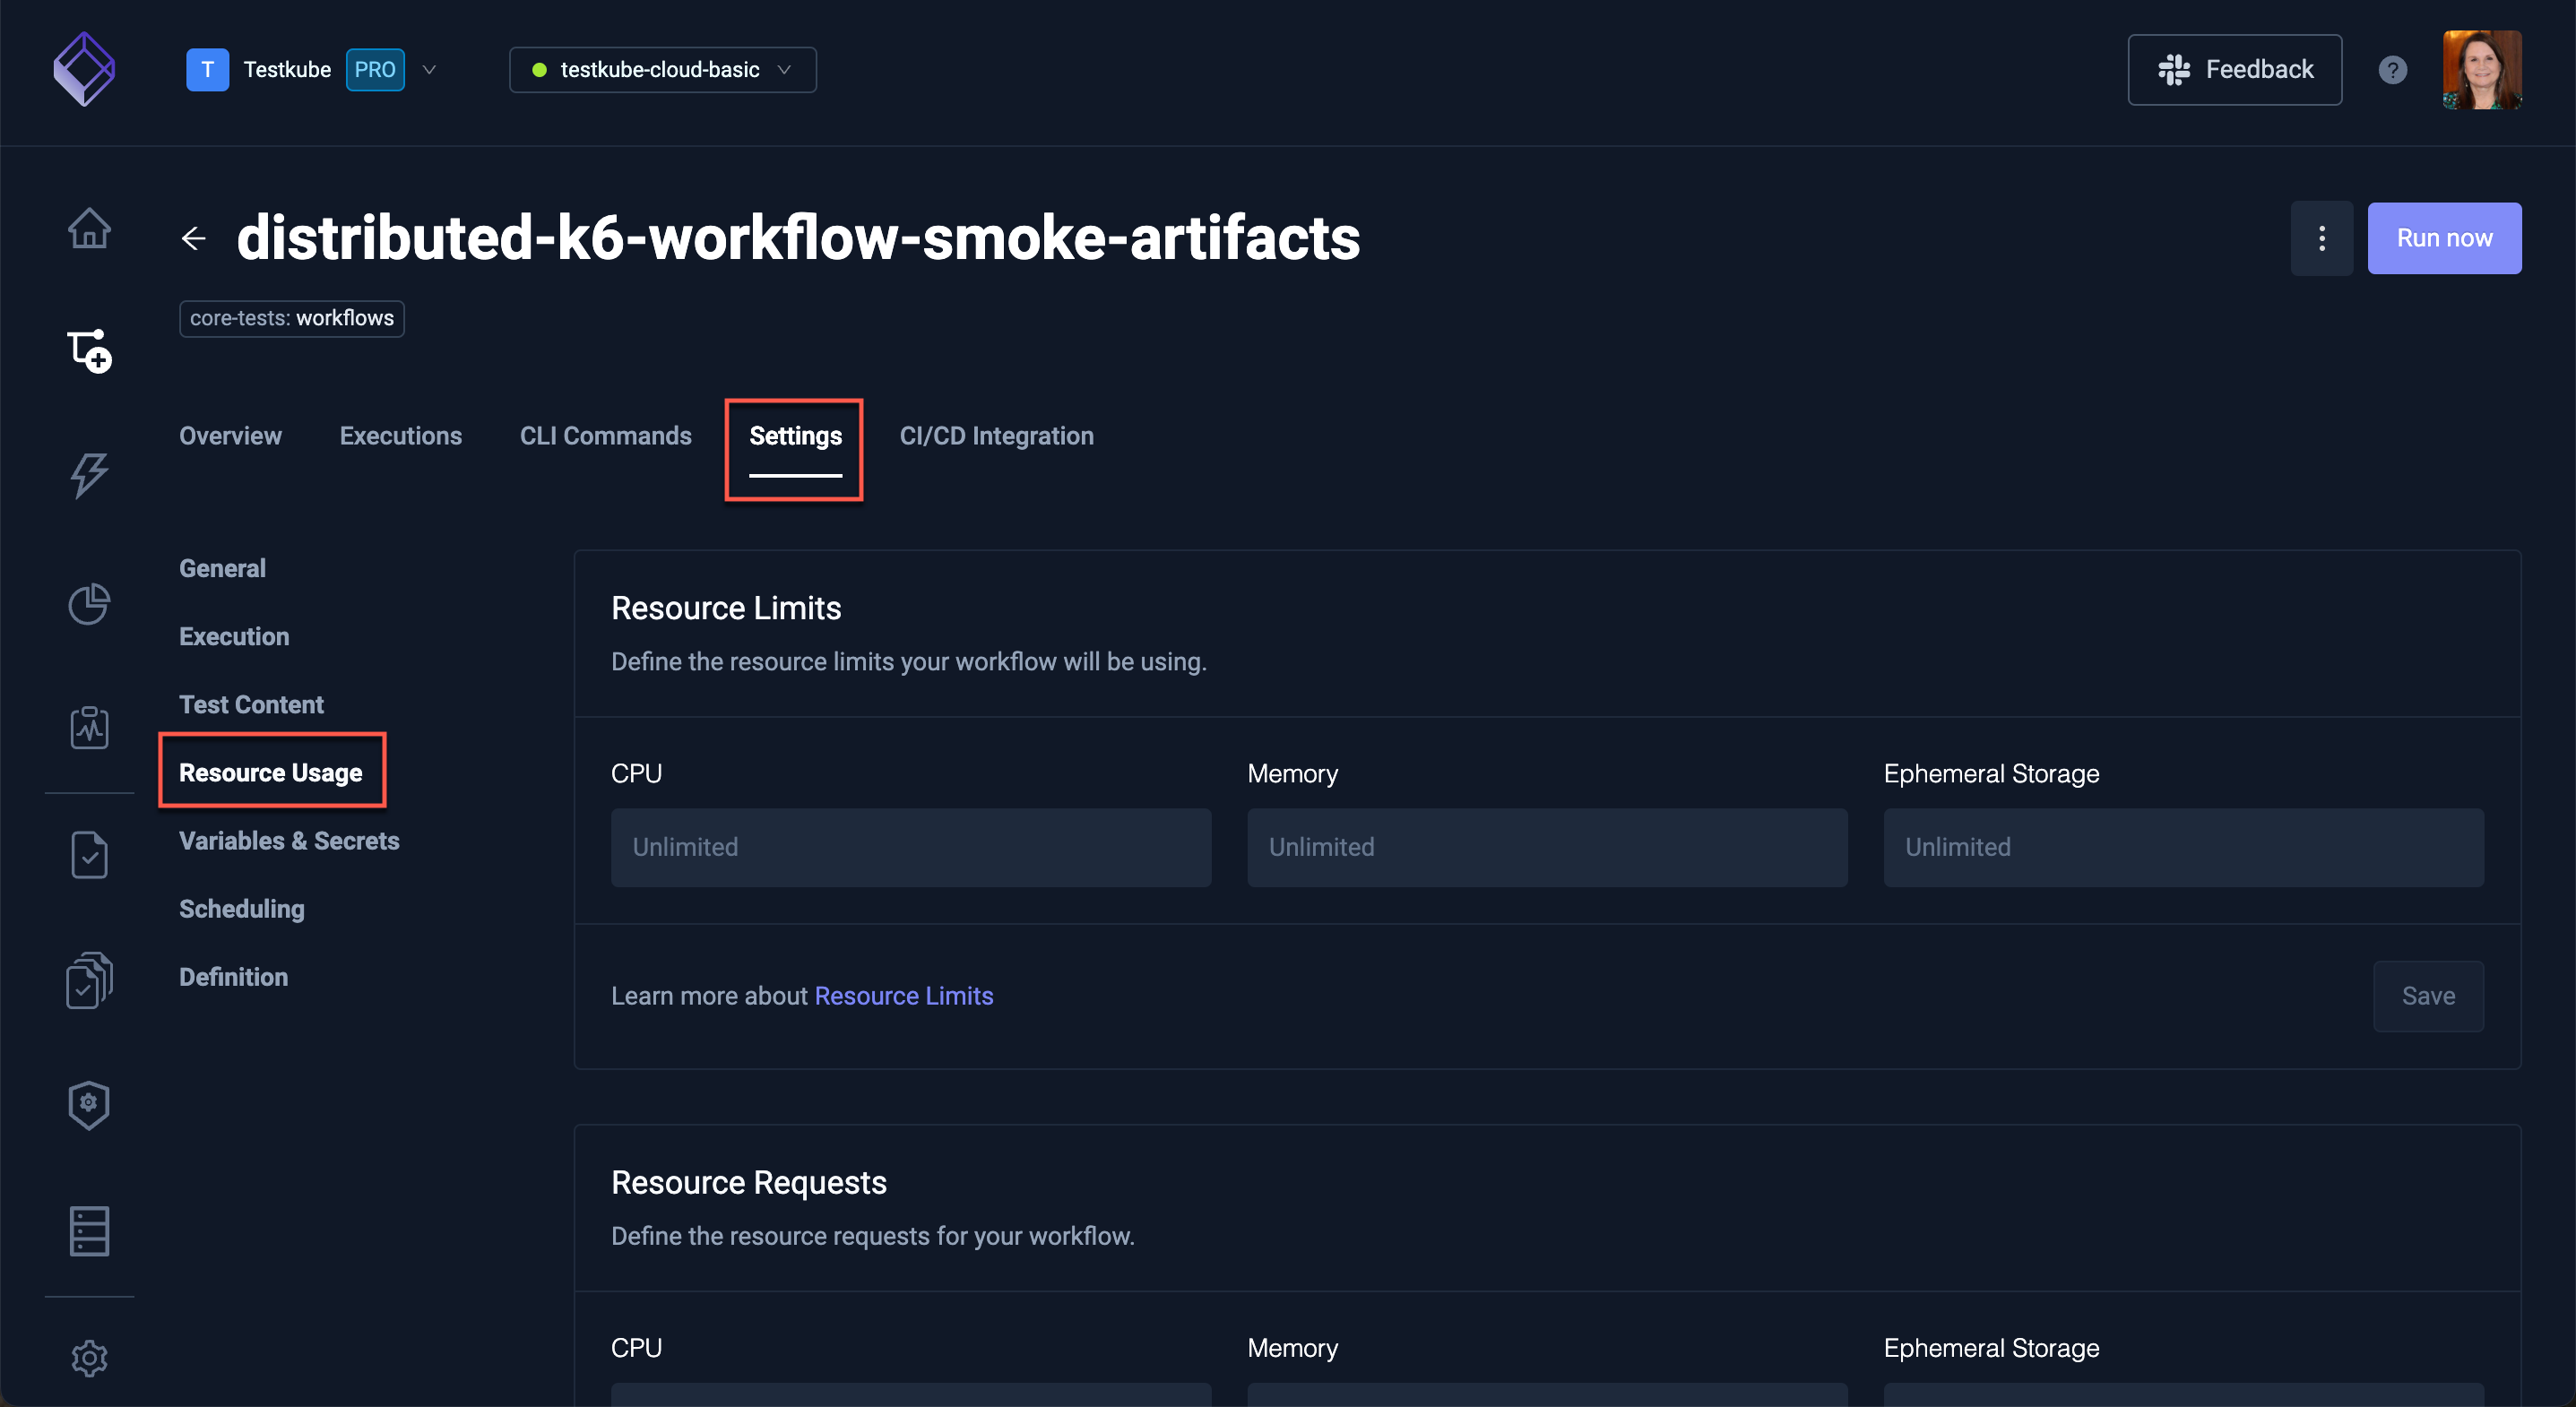 T Testkube PRO testkube-cloud-basic Feedback ?
distributed-k6-workflow-smoke-artifacts Run now
core-tests: workflows
Overview Executions CLI Commands Settings CI/CD Integration
General
Execution
Test Content
Resource Usage
Variables & Secrets
Scheduling
Definition
Resource Limits
Define the resource limits your workflow will be using.
CPU Memory Ephemeral Storage
Unlimited Unlimited Unlimited
Learn more about Resource Limits Save
Resource Requests
Define the resource requests for your workflow.
CPU Memory Ephemeral Storage